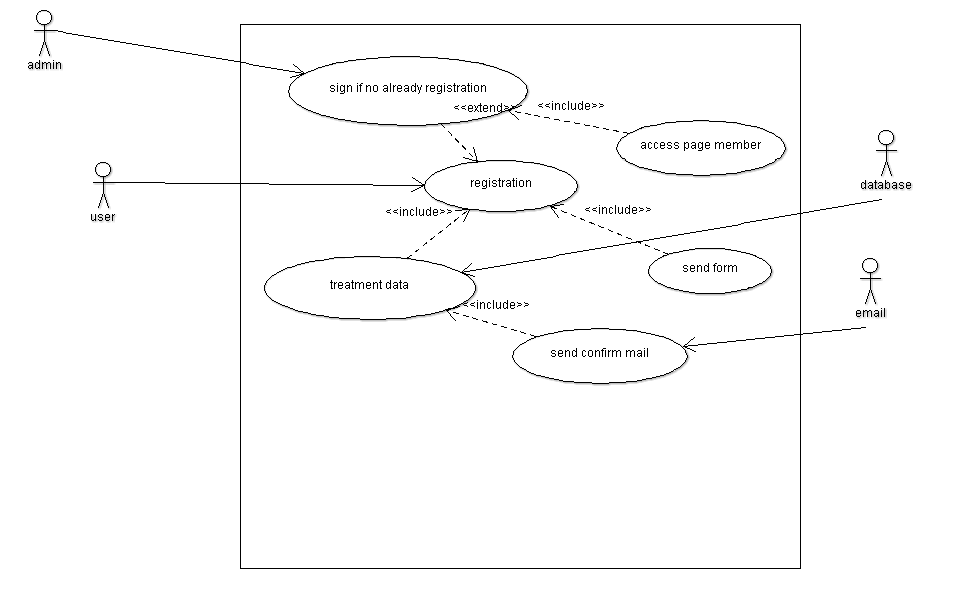 admin
sign if no already registration
<<extend>>
<<include>>
access page member
database
user
registration
<<include>>
<<include>>
treatment data
send form
<<include>>
email
send confirm mail